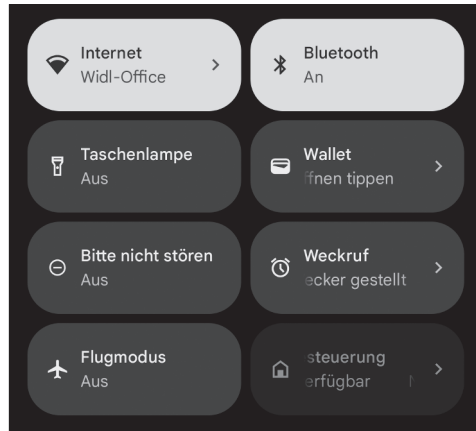 Internet
Widl-Office
Bluetooth
An
Taschenlampe
Aus
Wallet
ffnen tippen
Bitte nicht stören
Aus
Weckruf
ecker gestellt
Flugmodus
Aus
steuerung
erfügbar